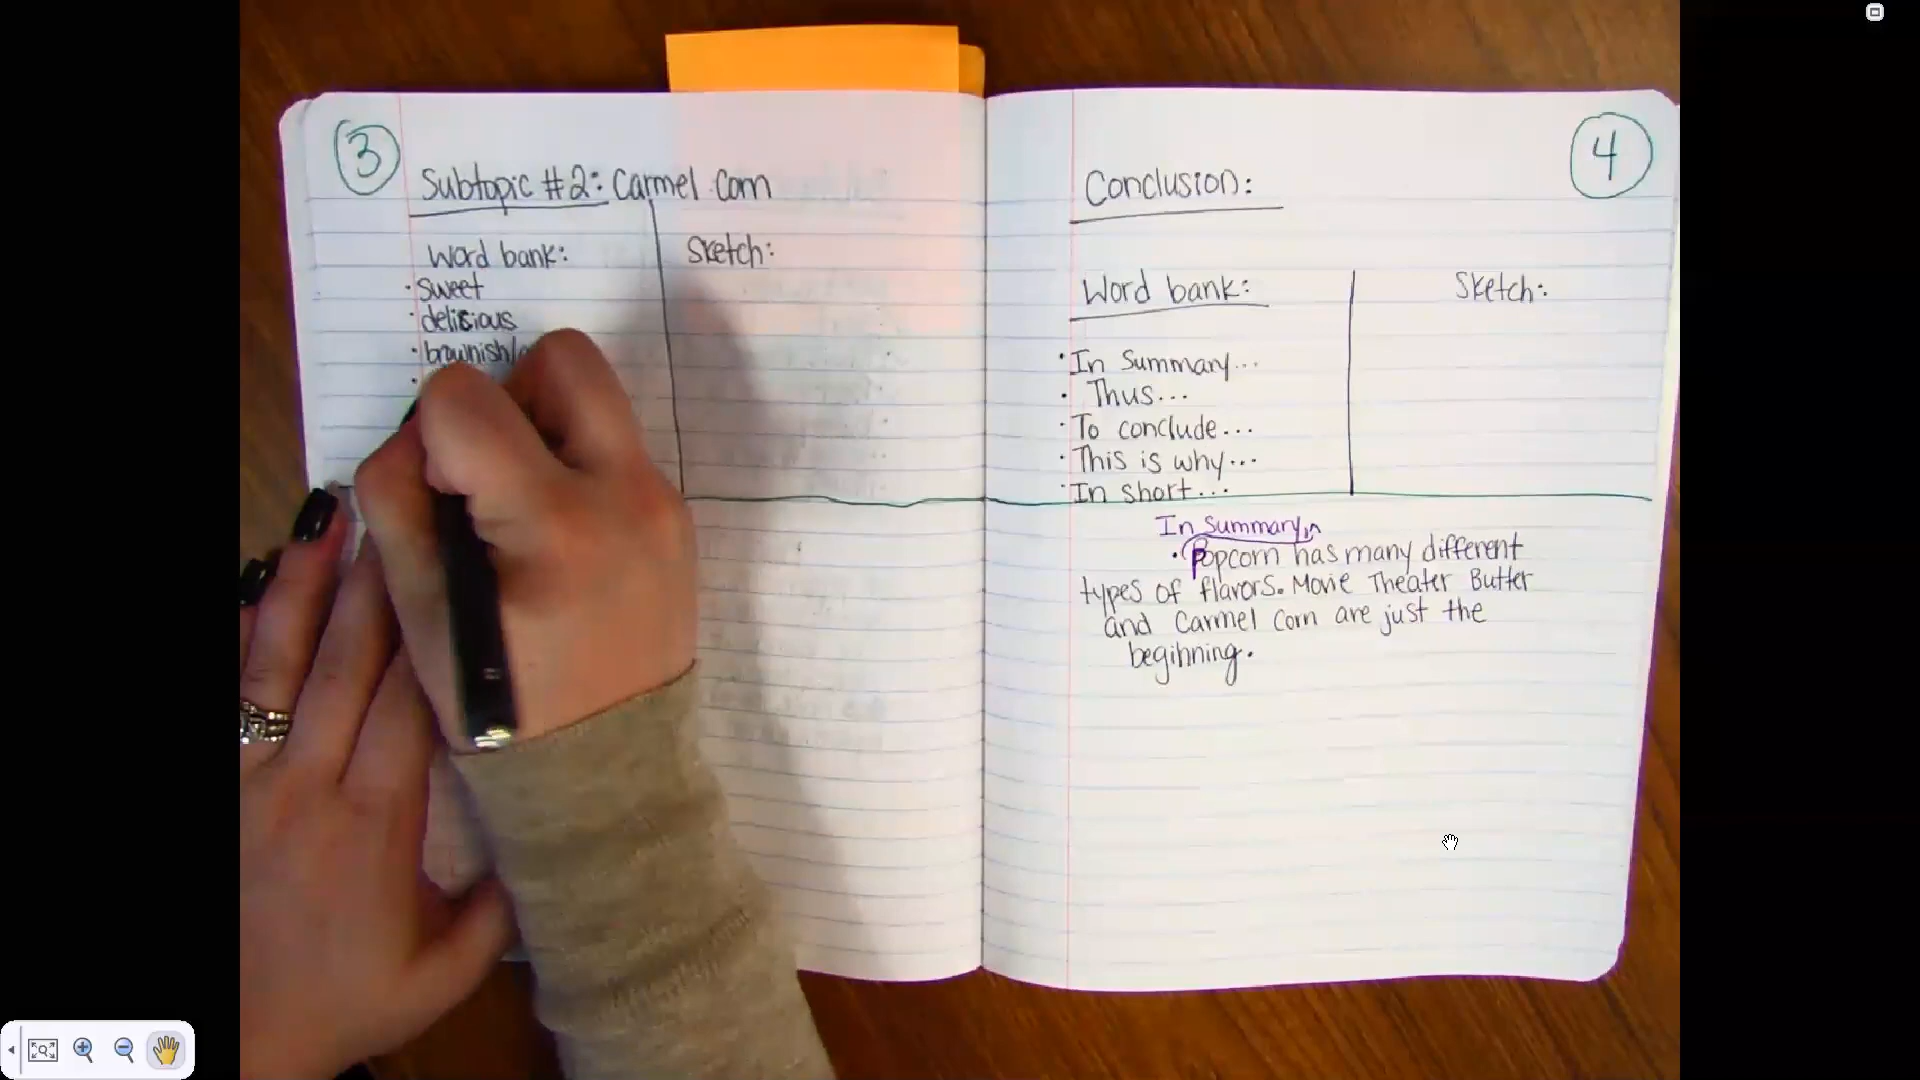 3
Subtopic #2: Carmel Corn
Word bank:
Sketch:
· sweet
· delicious
· brownish/
4
Conclusion:
Word bank:
Sketch:
· In Summary...
· Thus...
· To conclude...
· This is why...
· In short...
In Summary,
· Popcorn has many different
types of flavors. Movie Theater Butter
and Carmel Corn are just the
beginning.